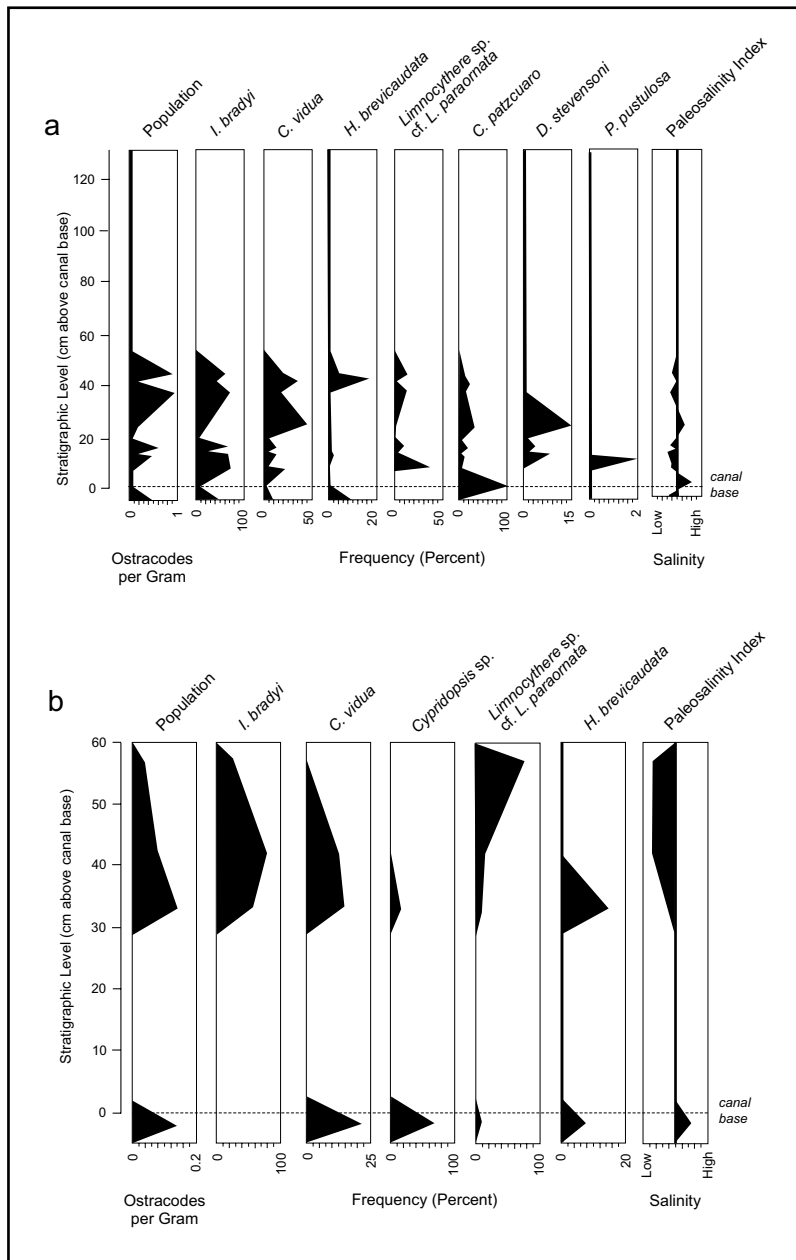 a
Population
I. bradyi
C. vidua
H. brevicaudata
Limnocythere sp.
cf. L. paraornata
C. patzcuaro
D. stevensoni
P. pustulosa
Paleosalinity Index
Stratigraphic Level (cm above canal base)
120
100
80
60
40
20
0
canal
base
0 1
0 100
0 50
0 20
0 50
0 100
0 15
0 2
Low High
Ostracodes
per Gram
Frequency (Percent)
Salinity
b
Population
I. bradyi
C. vidua
Cypridopsis sp.
Limnocythere sp.
cf. L. paraornata
H. brevicaudata
Paleosalinity Index
Stratigraphic Level (cm above canal base)
60
50
40
30
20
10
0
canal
base
0 0.2
0 100
0 25
0 100
0 100
0 20
Low High
Ostracodes
per Gram
Frequency (Percent)
Salinity